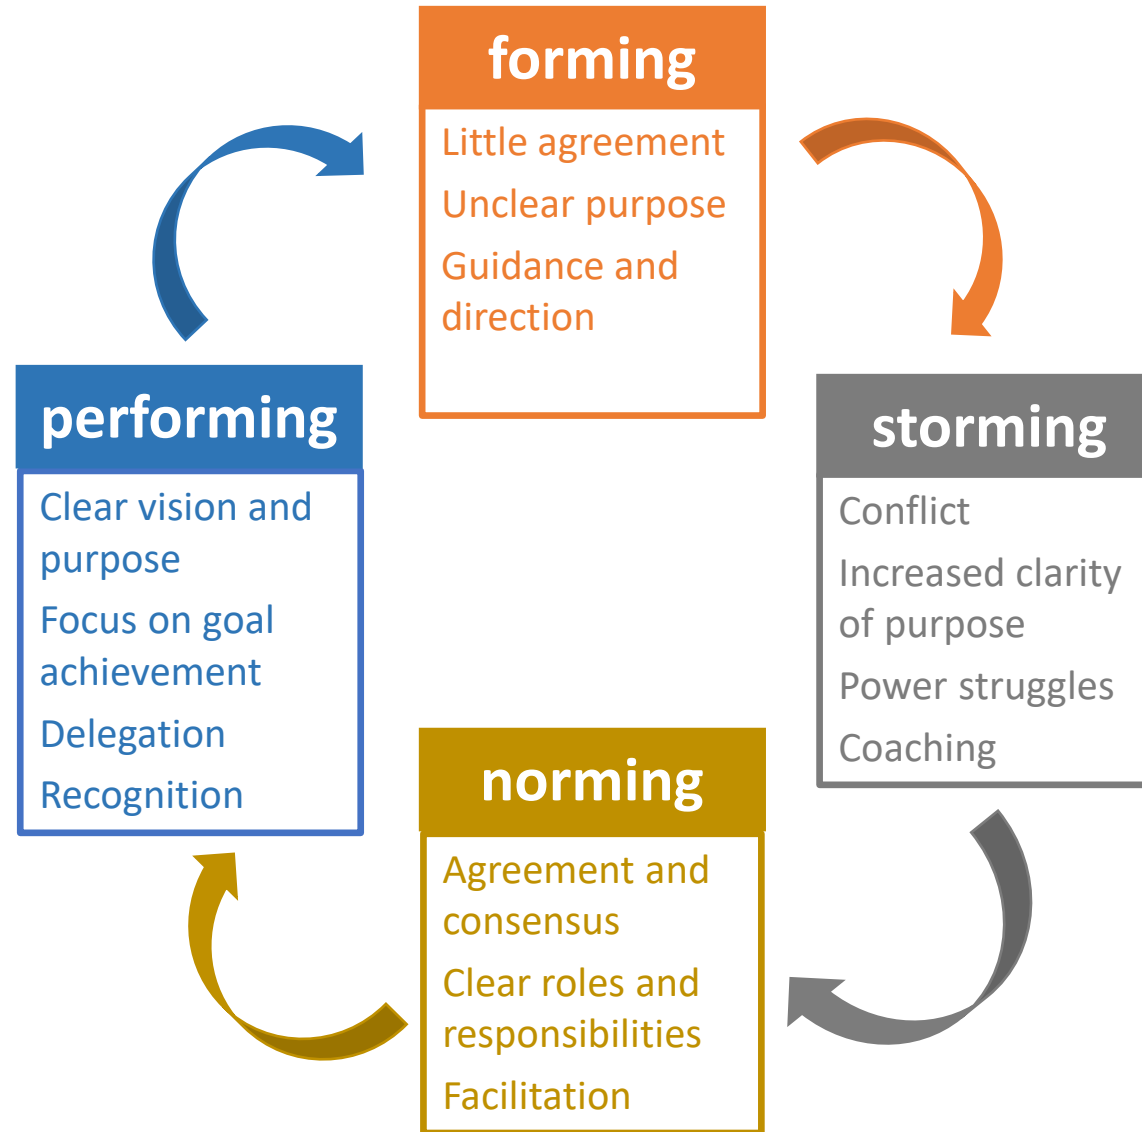 forming
Little agreement
Unclear purpose
Guidance and
direction
storming
Conflict
Increased clarity
of purpose
Power struggles
Coaching
norming
Agreement and
consensus
Clear roles and
responsibilities
Facilitation
performing
Clear vision and
purpose
Focus on goal
achievement
Delegation
Recognition